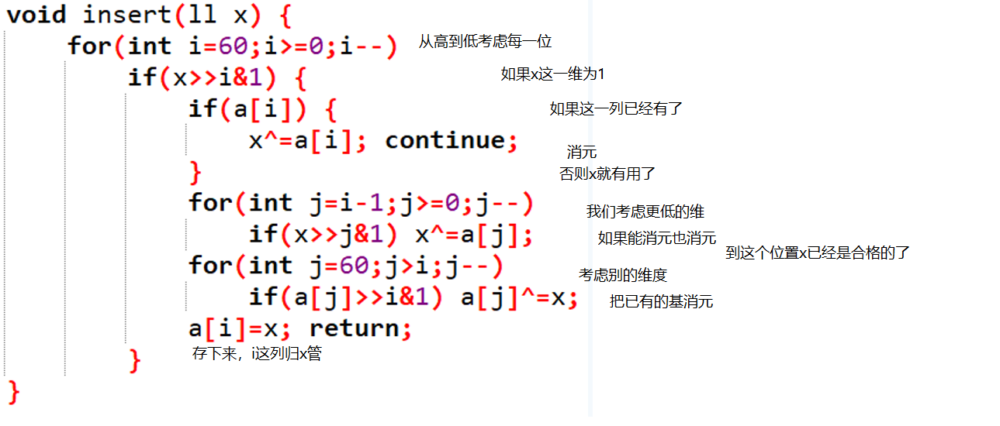 void insert(ll x) {
for(int i=60;i>=0;i--) 从高到低考虑每一位
if(x>>i&1) { 如果x这一维为1
if(a[i]) { 如果这一列已经有了
x^=a[i]; continue;
消元
} 否则x就有用了
for(int j=i-1;j>=0;j--) 我们考虑更低的维
if(x>>j&1) x^=a[j]; 如果能消元也消元
到这个位置x已经是合格的了
for(int j=60;j>i;j--) 考虑别的维度
if(a[j]>>i&1) a[j]^=x; 把已有的基消元
a[i]=x; return;
} 存下来，i这列归x管
}